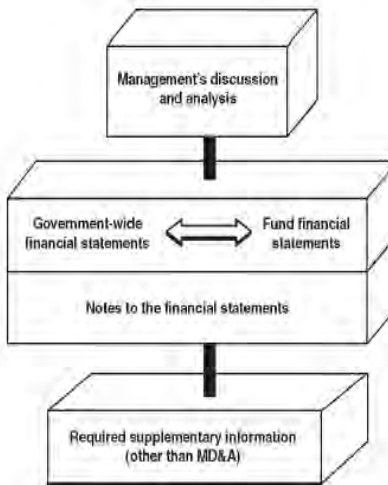 Management's discussion
and analysis
Government-wide
financial statements
Fund financial
statements
Notes to the financial statements
Required supplementary information
(other than MD&A)